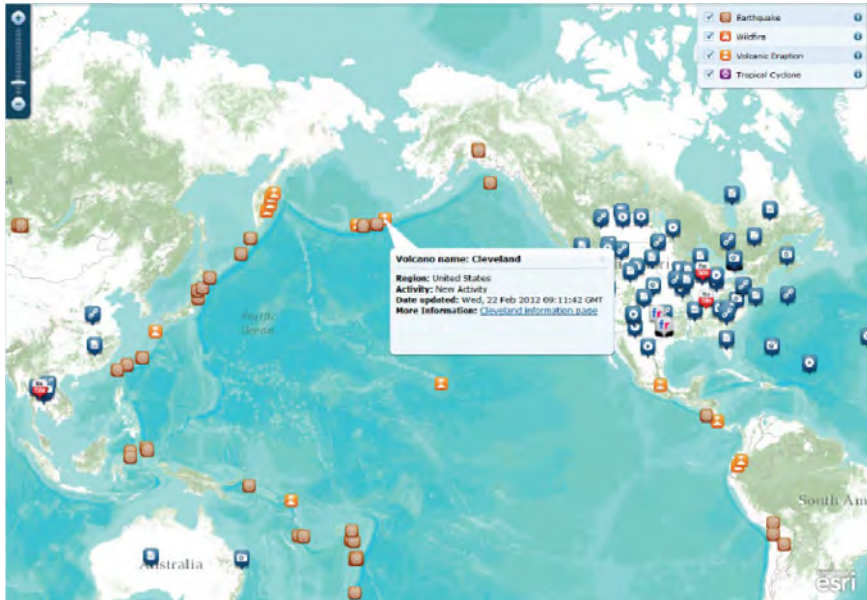 Earthquake
Wildfire
Volcanic Eruption
Tropical Cyclone
Volcano name: Cleveland
Region: United States
Activity: New Activity
Date updated: Wed, 22 Feb 2012 09:11:42 GMT
More Information: Cleveland information page
Pacific
Ocean
South Am
Australia
esri